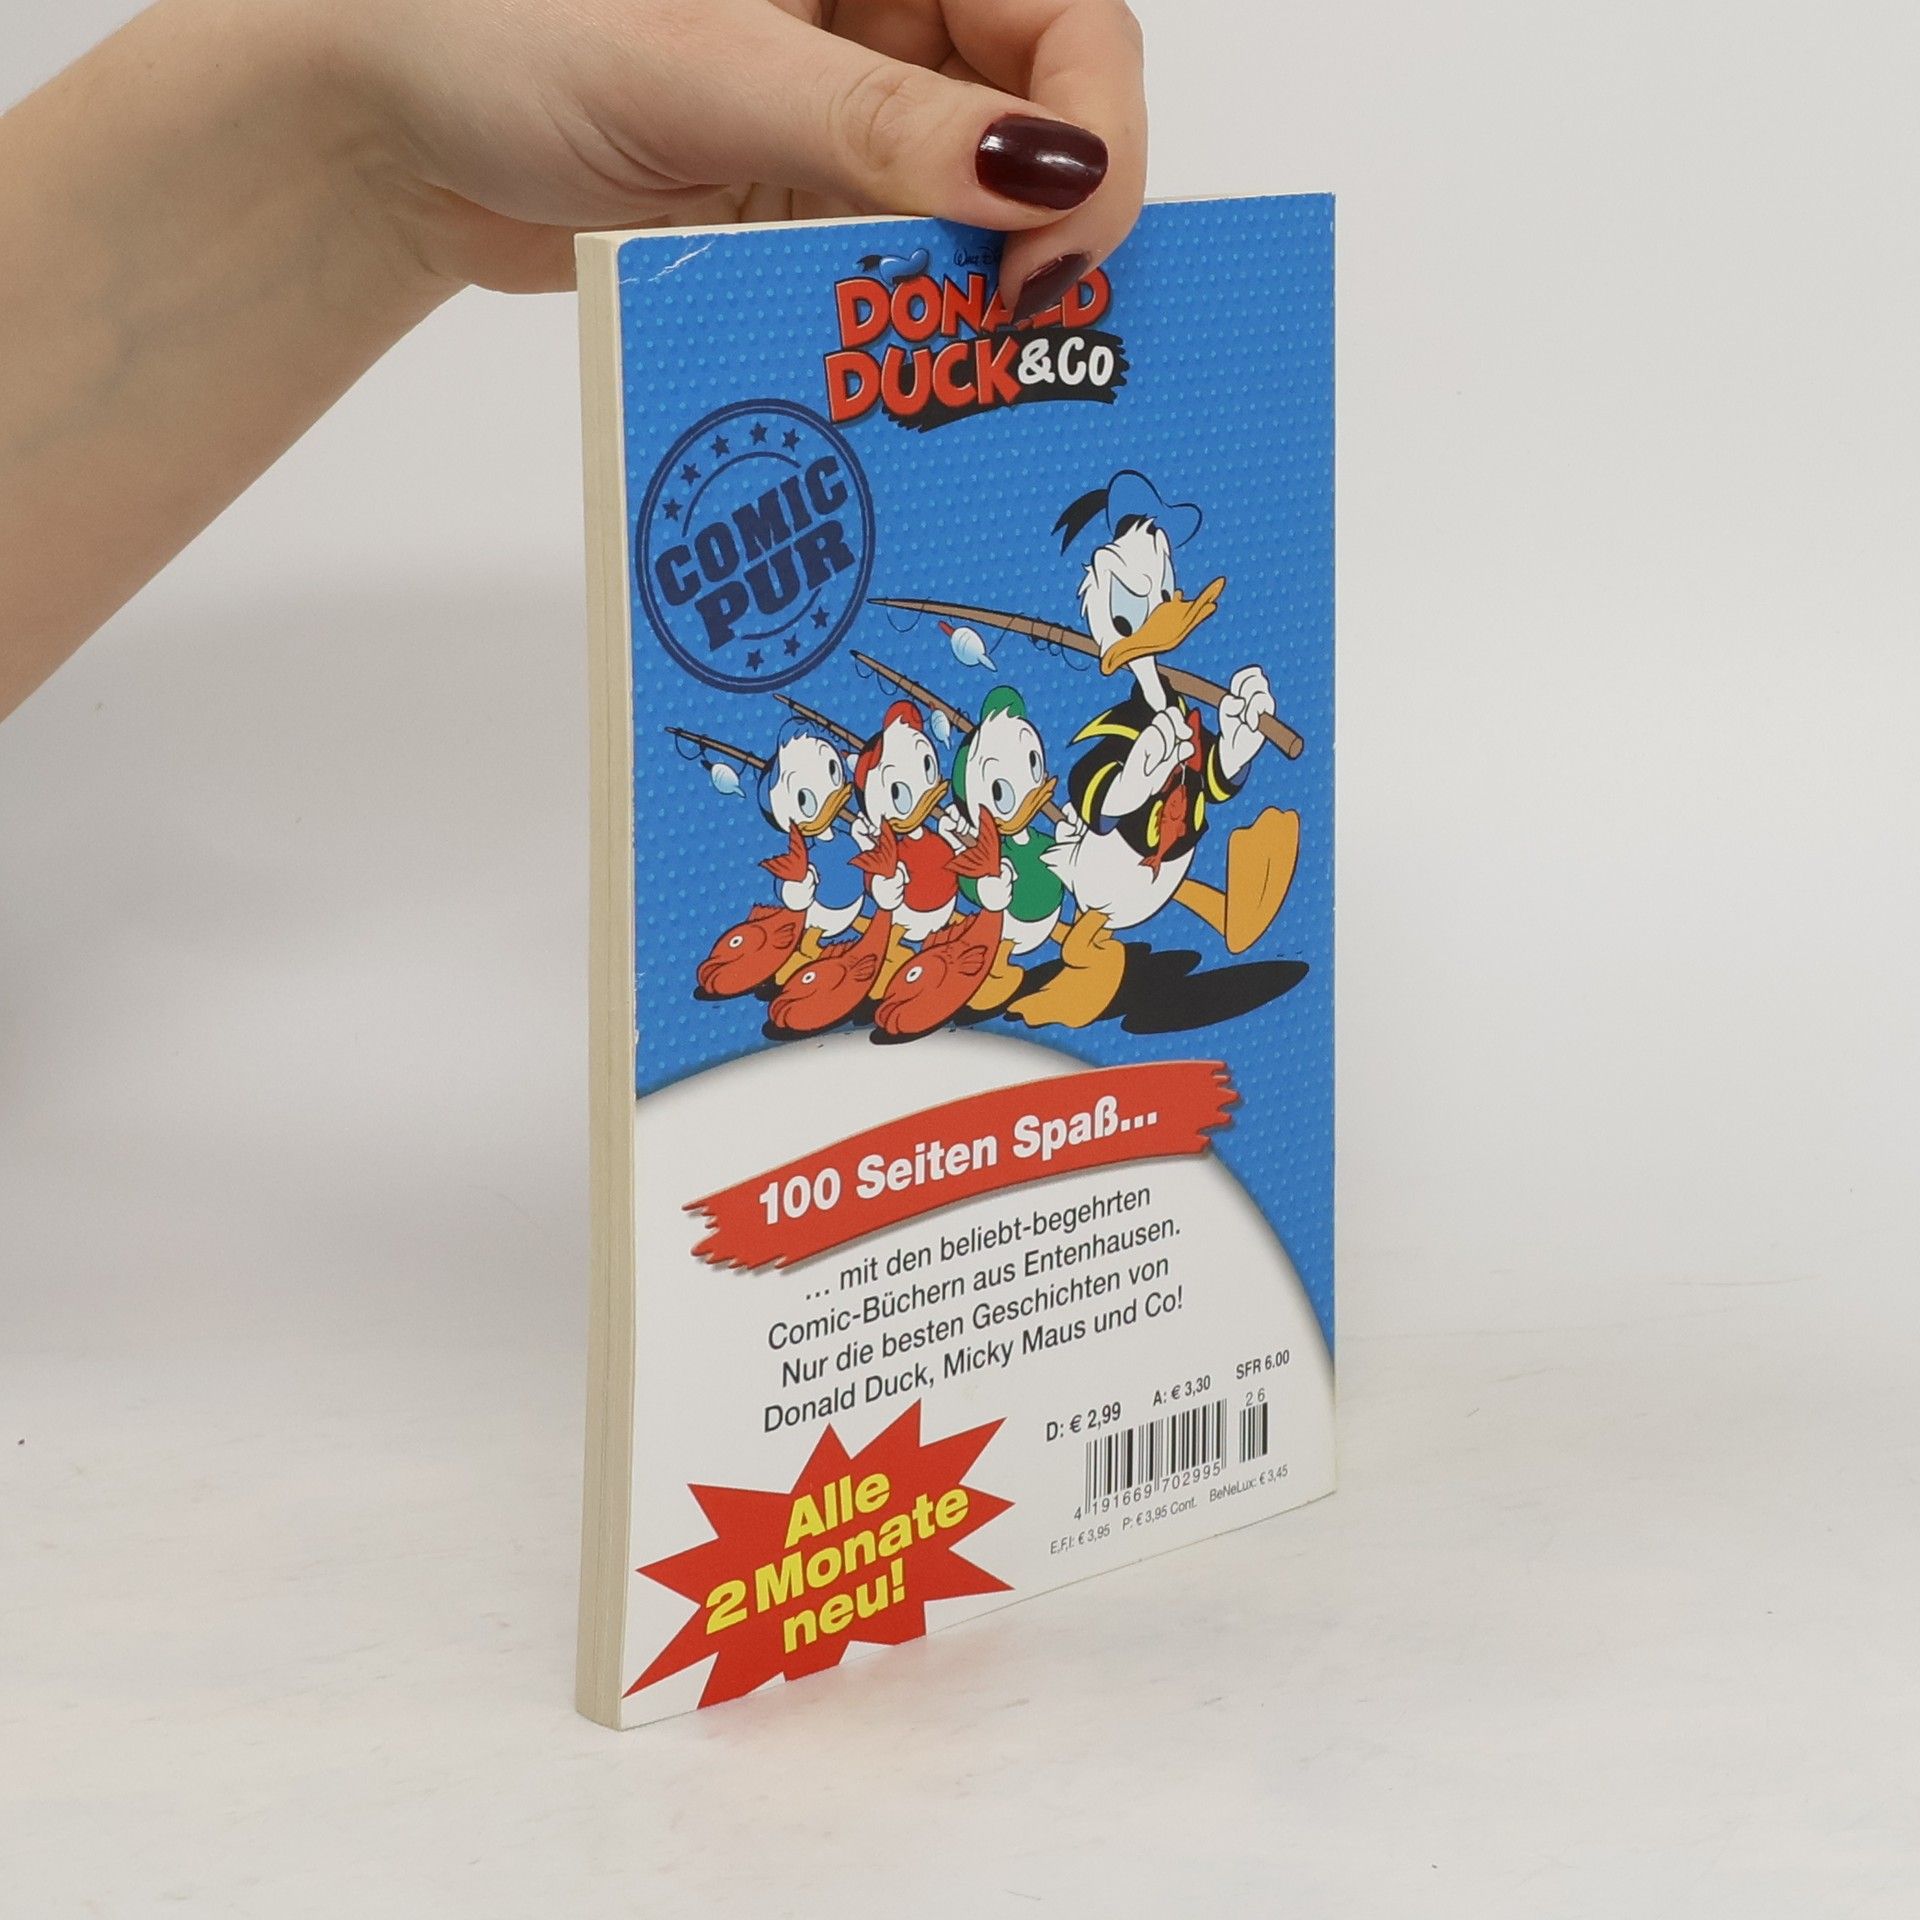 DONALD
DUCK & CO
COMIC
PUR
100 Seiten Spaß...
... mit den beliebt-begehrten
Comic-Büchern aus Entenhausen.
Nur die besten Geschichten von
Donald Duck, Micky Maus und Co!
D: € 2,99 A: € 3,30 SFR 6.00
26
4 191669 702995
E,F,I: € 3,95 P: € 3,95 Cont. BeNeLux: € 3,45
Alle
2 Monate
neu!